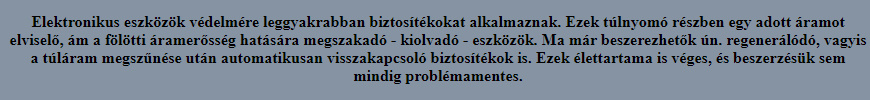 Elektronikus eszközök védelmére leggyakrabban biztosítékokat alkalmaznak. Ezek túlnyomó részben egy adott áramot
elviselő, ám a fölötti áramerősség hatására megszakadó - kiolvadó - eszközök. Ma már beszerezhetők ún. regenerálódó, vagyis
a túláram megszűnése után automatikusan visszakapcsoló biztosítékok is. Ezek élettartama is véges, és beszerzésük sem
mindig problémamentes.